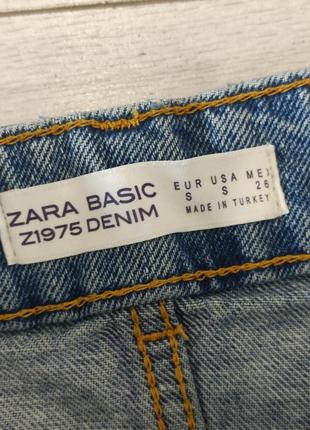 ZARA BASIC
Z1975 DENIM
EUR USA MEX
S S 26
MADE IN TURKEY